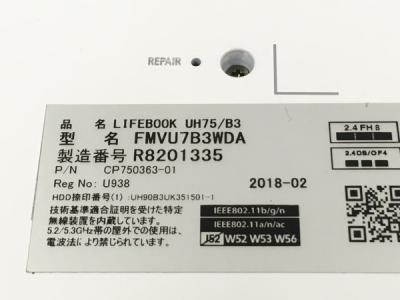 REPAIR
品 名 LIFEBOOK UH75/B3
型 名 FMVU7B3WDA
製造番号 R8201335
P/N CP750363-01
Reg No: U938 2018-02
HDD捺印番号(1) : UH90B3UK351501-1
技術基準適合証明を受けた
無線装置を内蔵しています。
5.2/5.3GHz帯の屋外での使用は、
電波法により禁じられています。
2.4 FH 8
2.4DS/OF4
IEEE802.11b/g/n
IEEE802.11a/n/ac
J52 W52 W53 W56